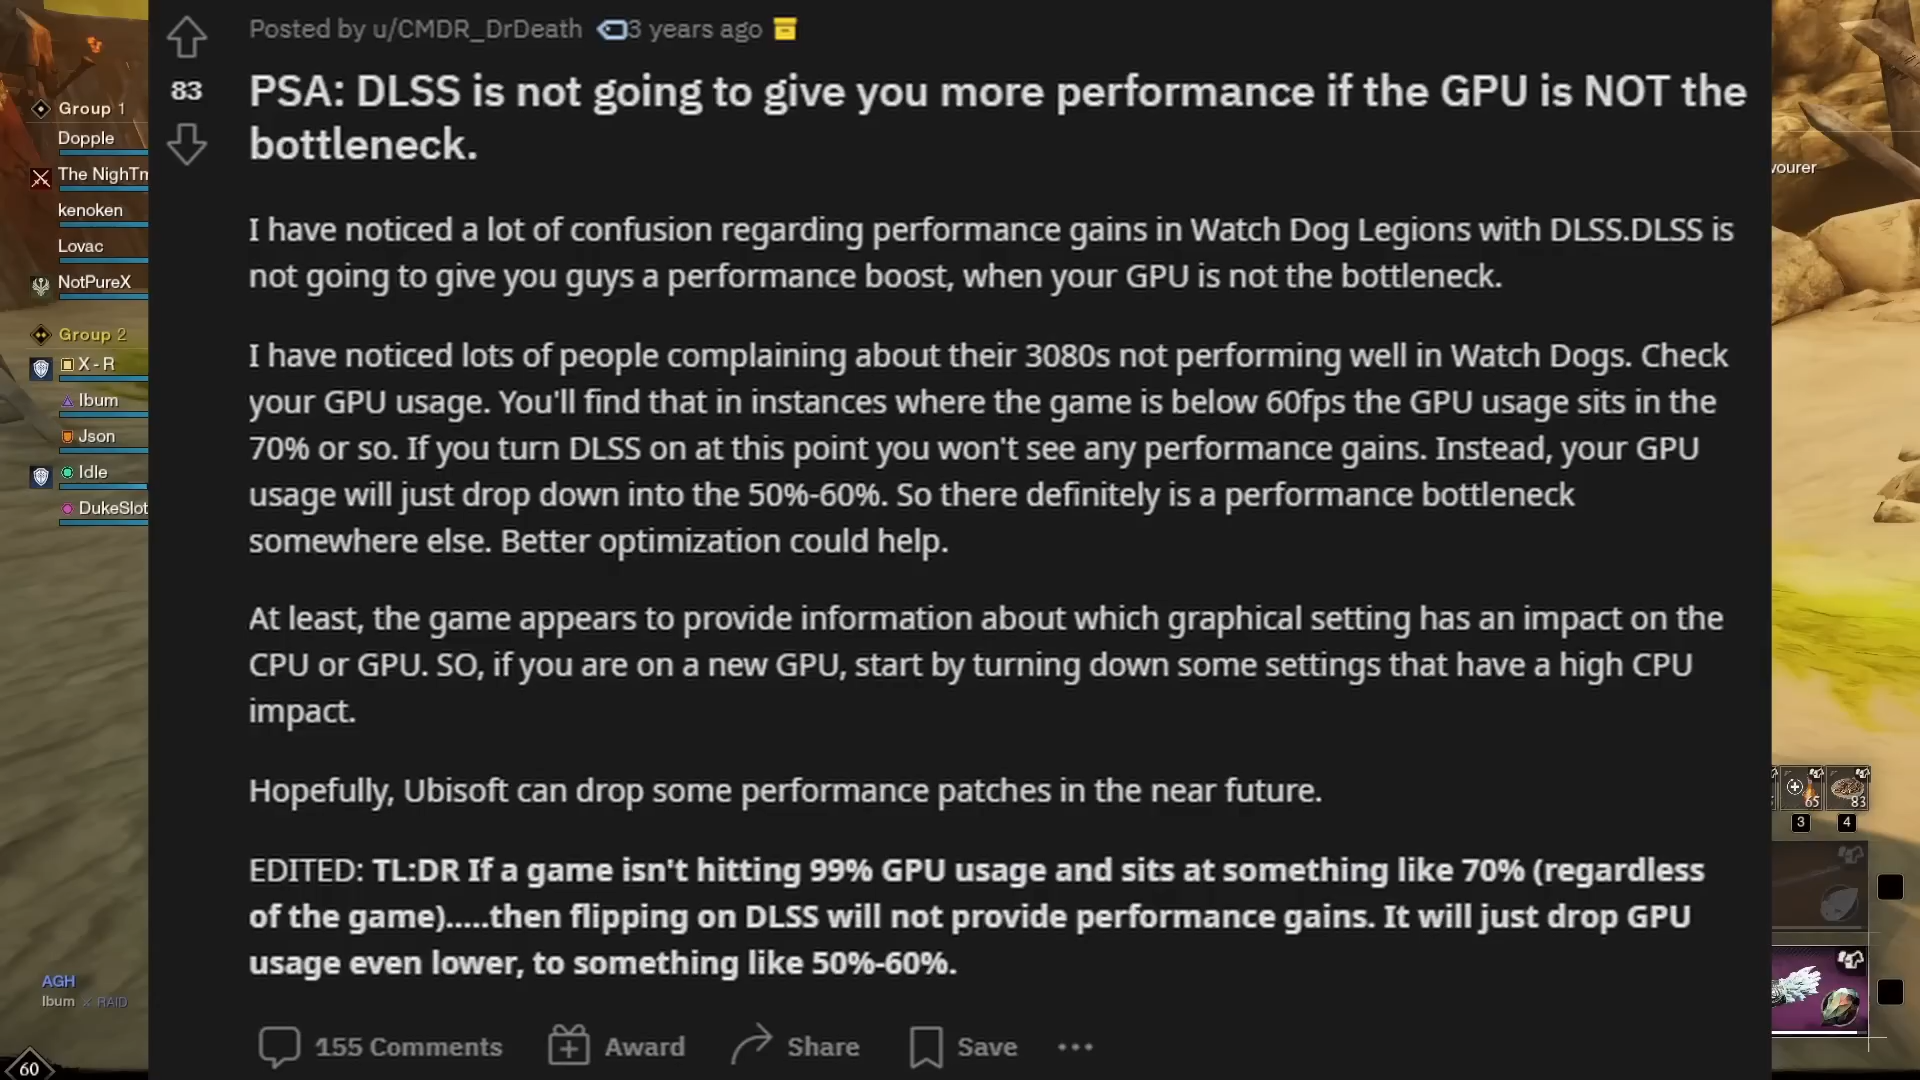 Posted by u/CMDR_DrDeath 3 years ago
83
PSA: DLSS is not going to give you more performance if the GPU is NOT the
bottleneck.
I have noticed a lot of confusion regarding performance gains in Watch Dog Legions with DLSS.DLSS is
not going to give you guys a performance boost, when your GPU is not the bottleneck.
I have noticed lots of people complaining about their 3080s not performing well in Watch Dogs. Check
your GPU usage. You'll find that in instances where the game is below 60fps the GPU usage sits in the
70% or so. If you turn DLSS on at this point you won't see any performance gains. Instead, your GPU
usage will just drop down into the 50%-60%. So there definitely is a performance bottleneck
somewhere else. Better optimization could help.
At least, the game appears to provide information about which graphical setting has an impact on the
CPU or GPU. SO, if you are on a new GPU, start by turning down some settings that have a high CPU
impact.
Hopefully, Ubisoft can drop some performance patches in the near future.
EDITED: TL:DR If a game isn't hitting 99% GPU usage and sits at something like 70% (regardless
of the game).....then flipping on DLSS will not provide performance gains. It will just drop GPU
usage even lower, to something like 50%-60%.
155 Comments Award Share Save
Group 1
Dopple
The NighTm
kenoken
Lovac
NotPureX
Group 2
X - R
Ibum
Json
Idle
DukeSlot
AGH
Ibum x RAID
60
vourer
65
83
3
4